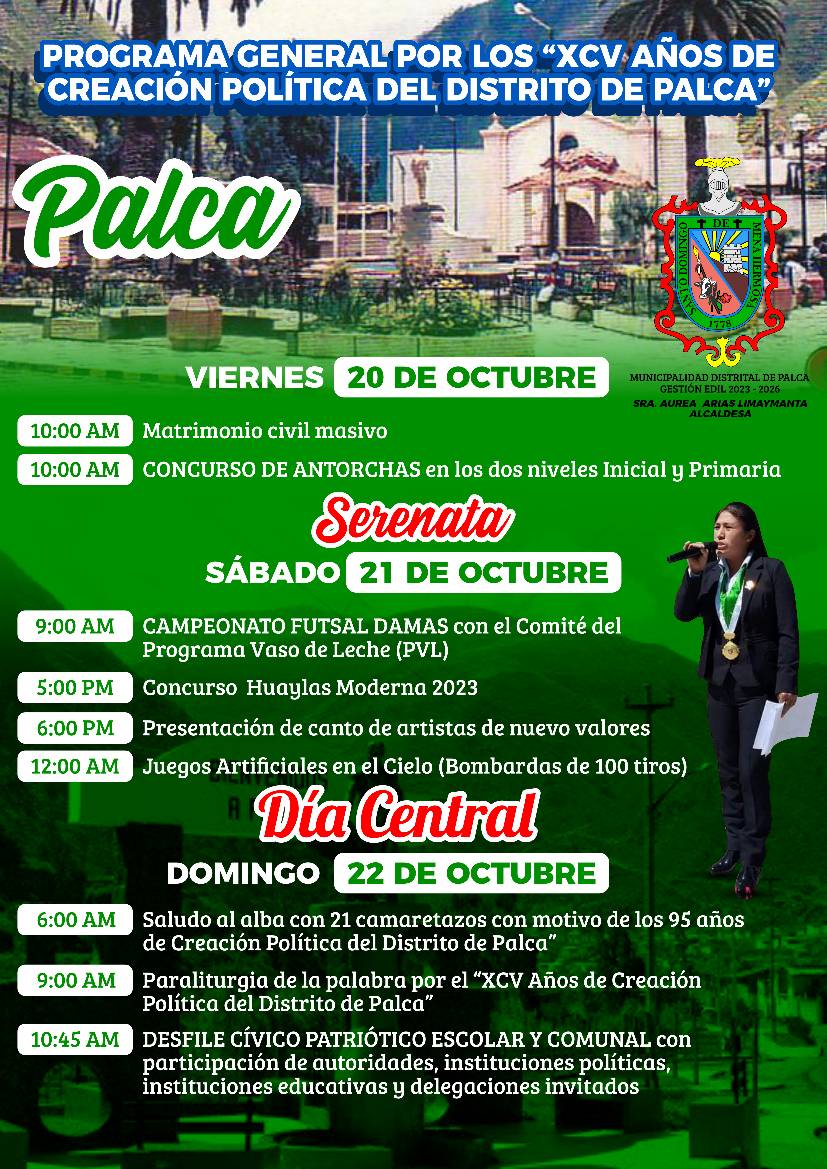 PROGRAMA GENERAL POR LOS “XCV AÑOS DE
CREACIÓN POLÍTICA DEL DISTRITO DE PALCA”
Palca
SANTO DOMINGO DE MESA HERMOSA
1778
MUNICIPALIDAD DISTRITAL DE PALCA
GESTIÓN EDIL 2023 - 2026
SRA. AUREA ARIAS LIMAYMANTA
ALCALDESA
VIERNES 20 DE OCTUBRE
10:00 AM Matrimonio civil masivo
10:00 AM CONCURSO DE ANTORCHAS en los dos niveles Inicial y Primaria
Serenata
SÁBADO 21 DE OCTUBRE
9:00 AM CAMPEONATO FUTSAL DAMAS con el Comité del
Programa Vaso de Leche (PVL)
5:00 PM Concurso Huaylas Moderna 2023
6:00 PM Presentación de canto de artistas de nuevo valores
12:00 AM Juegos Artificiales en el Cielo (Bombardas de 100 tiros)
Día Central
DOMINGO 22 DE OCTUBRE
6:00 AM Saludo al alba con 21 camaretazos con motivo de los 95 años
de Creación Política del Distrito de Palca”
9:00 AM Paraliturgia de la palabra por el “XCV Años de Creación
Política del Distrito de Palca”
10:45 AM DESFILE CÍVICO PATRIÓTICO ESCOLAR Y COMUNAL con
participación de autoridades, instituciones políticas,
instituciones educativas y delegaciones invitados